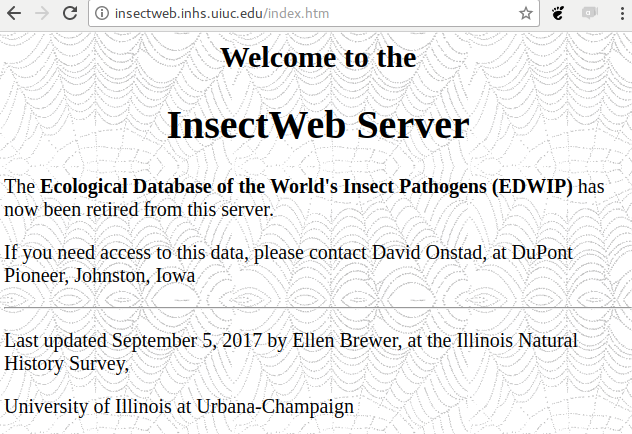 insectweb.inhs.uiuc.edu/index.htm
Welcome to the
InsectWeb Server
The Ecological Database of the World's Insect Pathogens (EDWIP) has
now been retired from this server.
If you need access to this data, please contact David Onstad, at DuPont
Pioneer, Johnston, Iowa
Last updated September 5, 2017 by Ellen Brewer, at the Illinois Natural
History Survey,
University of Illinois at Urbana-Champaign